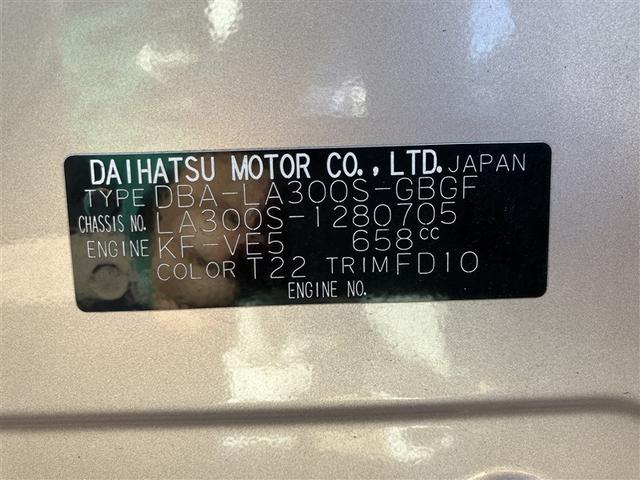 DAIHATSU MOTOR CO., LTD. JAPAN
TYPE DBA-LA300S-GBGF
CHASSIS NO. LA300S-1280705
ENGINE KF-VE5 658cc
COLOR T22 TRIM FD10
ENGINE NO.